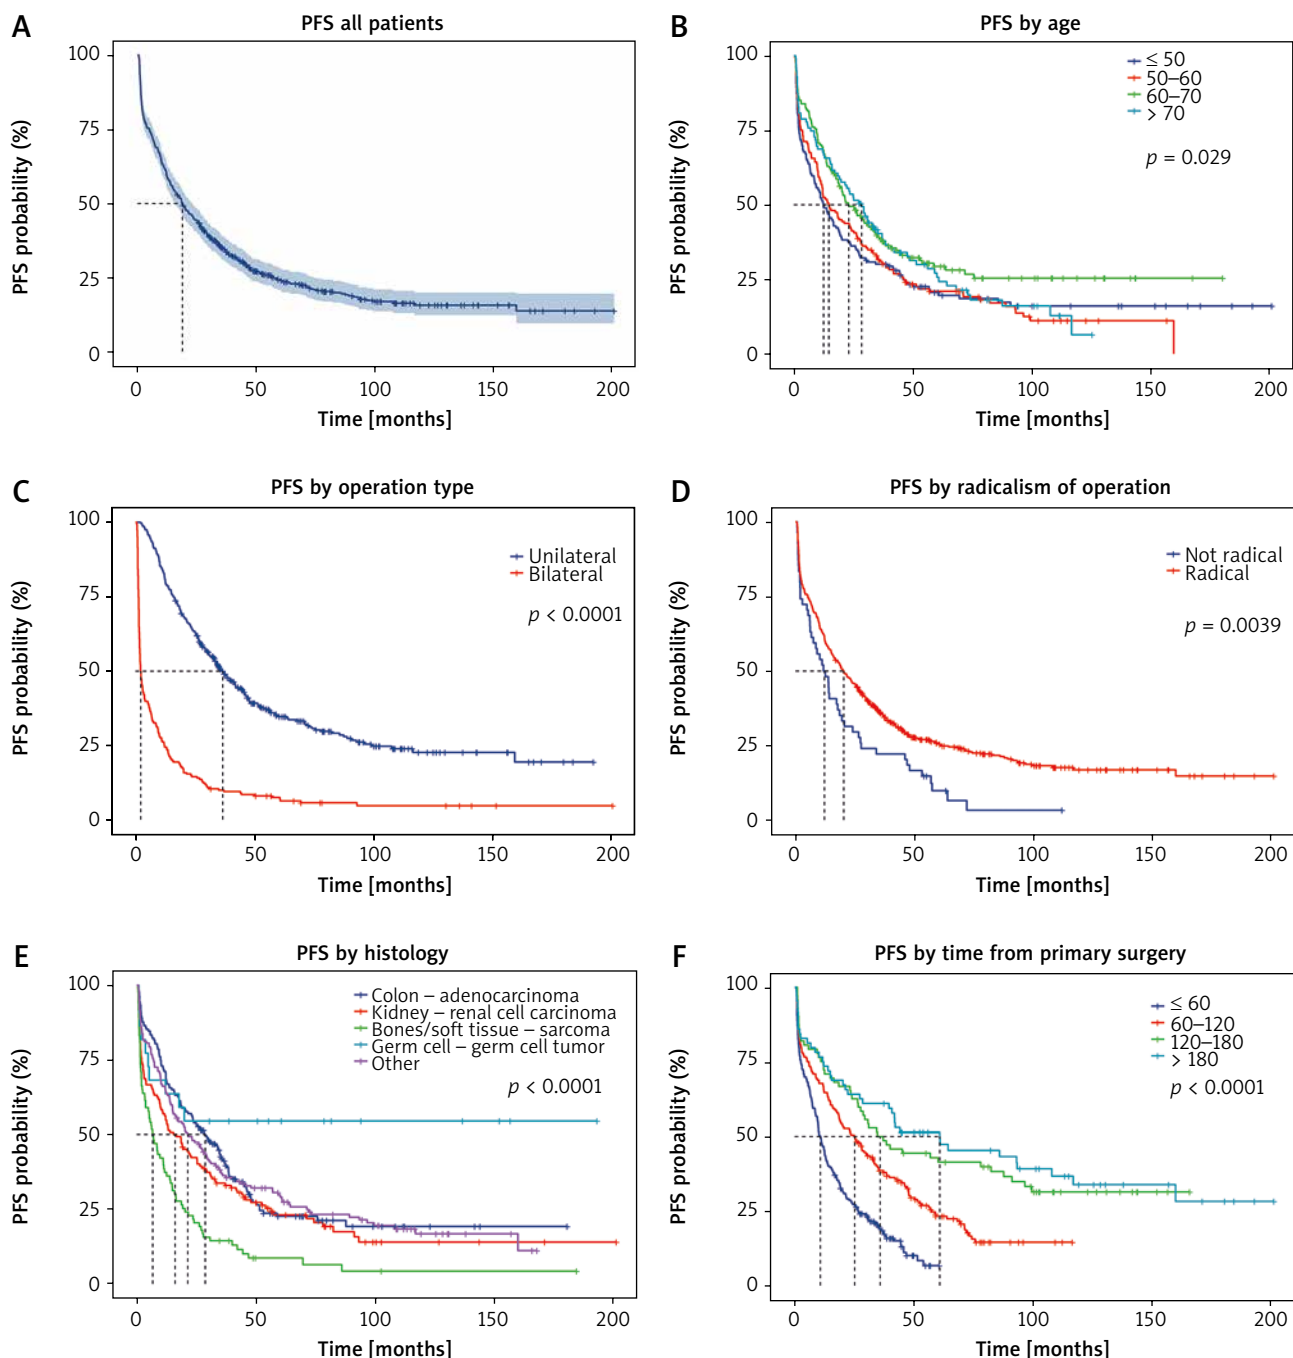 A
PFS all patients
PFS probability (%)
100
75
50
25
0
0 50 100 150 200
Time [months]
B
PFS by age
PFS probability (%)
100
75
50
25
0
≤ 50
50–60
60–70
> 70
p = 0.029
0 50 100 150 200
Time [months]
C
PFS by operation type
PFS probability (%)
100
75
50
25
0
Unilateral
Bilateral
p < 0.0001
0 50 100 150 200
Time [months]
D
PFS by radicalism of operation
PFS probability (%)
100
75
50
25
0
Not radical
Radical
p = 0.0039
0 50 100 150 200
Time [months]
E
PFS by histology
PFS probability (%)
100
75
50
25
0
Colon – adenocarcinoma
Kidney – renal cell carcinoma
Bones/soft tissue – sarcoma
Germ cell – germ cell tumor
Other
p < 0.0001
0 50 100 150 200
Time [months]
F
PFS by time from primary surgery
PFS probability (%)
100
75
50
25
0
≤ 60
60–120
120–180
> 180
p < 0.0001
0 50 100 150 200
Time [months]